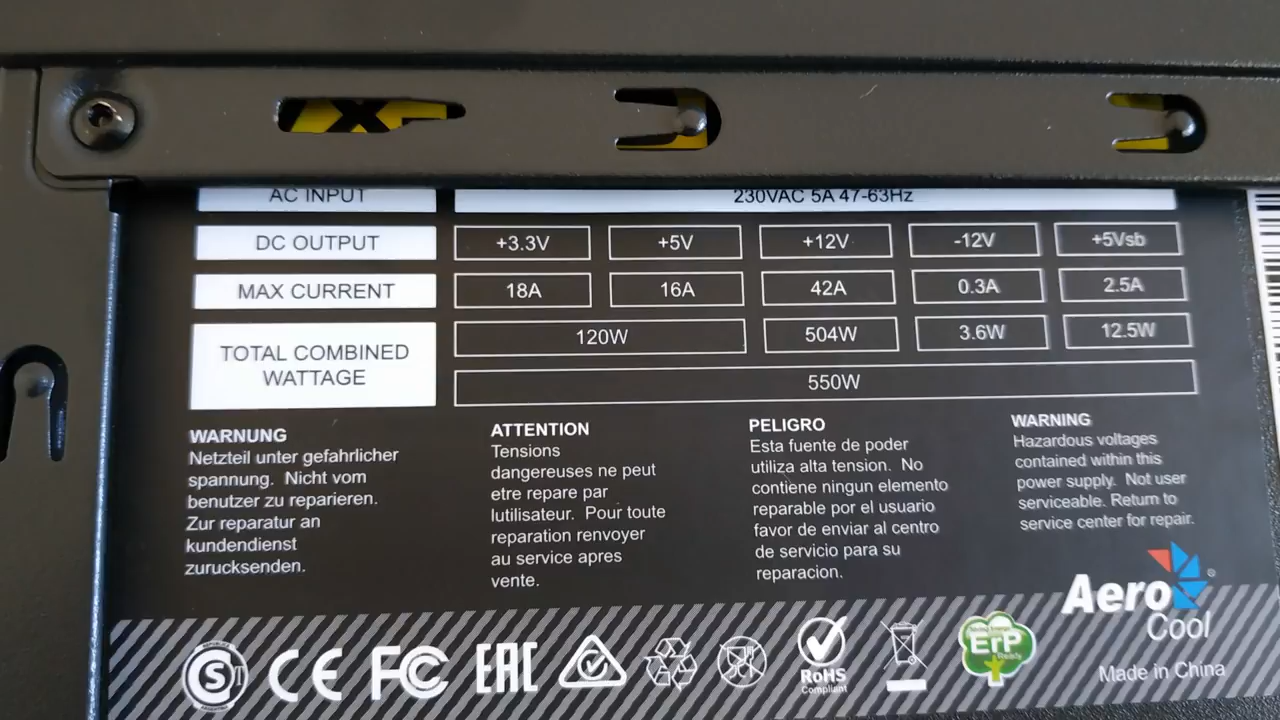 AC INPUT 230VAC 5A 47-63Hz
DC OUTPUT +3.3V +5V +12V -12V +5Vsb
MAX CURRENT 18A 16A 42A 0.3A 2.5A
TOTAL COMBINED
WATTAGE
120W 504W 3.6W 12.5W
550W
WARNUNG
Netzteil unter gefahrlicher
spannung. Nicht vom
benutzer zu reparieren.
Zur reparatur an
kundendienst
zurucksenden.
ATTENTION
Tensions
dangereuses ne peut
etre repare par
lutilisateur. Pour toute
reparation renvoyer
au service apres
vente.
PELIGRO
Esta fuente de poder
utiliza alta tension. No
contiene ningun elemento
reparable por el usuario
favor de enviar al centro
de servicio para su
reparacion.
WARNING
Hazardous voltages
contained within this
power supply. Not user
serviceable. Return to
service center for repair.
Aero
Cool
S
CE
FC
EAC
RoHS
Compliant
ErP
Ready
Made in China